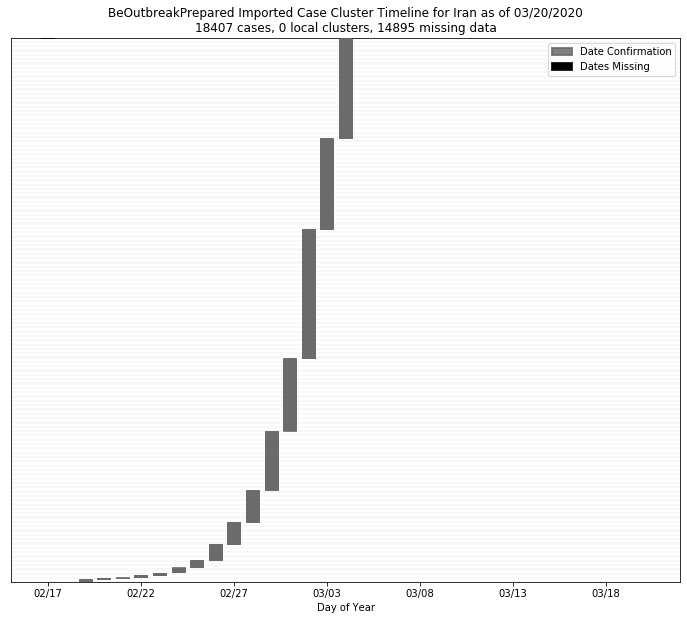 BeOutbreakPrepared Imported Case Cluster Timeline for Iran as of 03/20/2020
18407 cases, 0 local clusters, 14895 missing data
Date Confirmation
Dates Missing
02/17 02/22 02/27 03/03 03/08 03/13 03/18
Day of Year